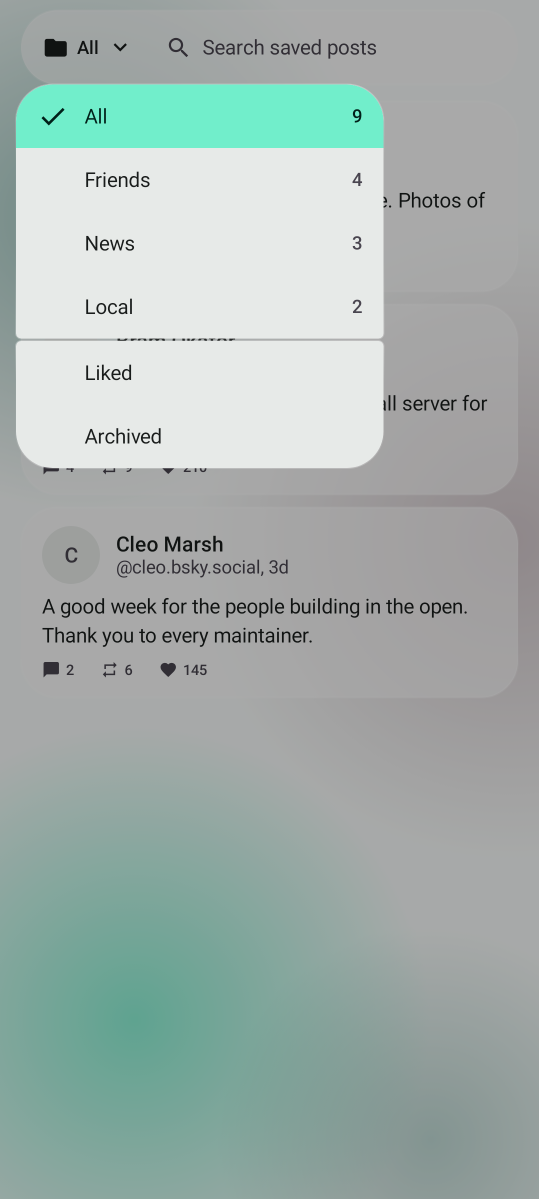 All
Search saved posts
All 9
Friends 4
e. Photos of
News 3
Local 2
Liked
all server for
Archived
C
Cleo Marsh
@cleo.bsky.social, 3d
A good week for the people building in the open.
Thank you to every maintainer.
2 6 145